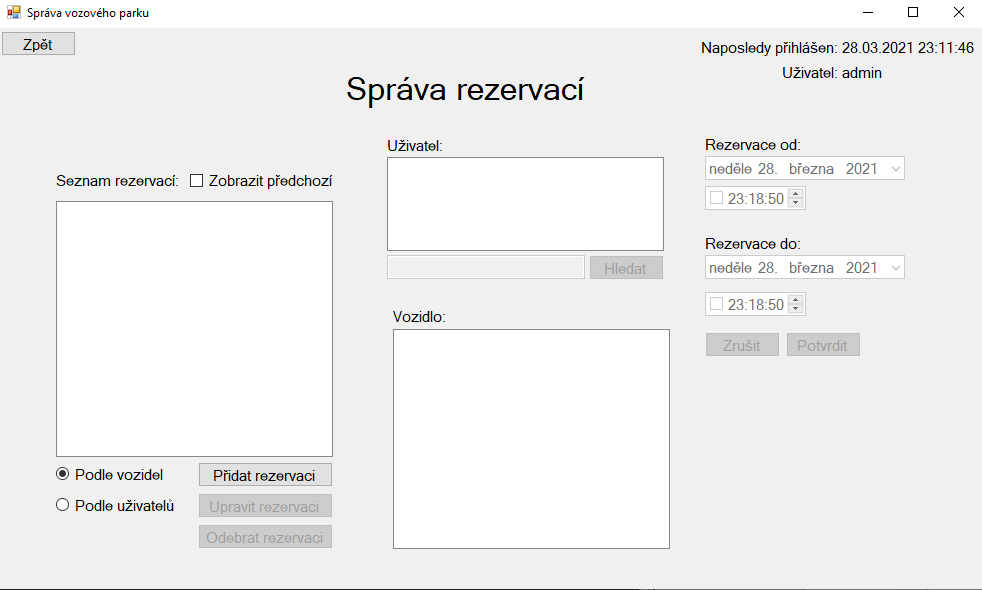 Správa vozového parku
Zpět
Naposledy přihlášen: 28.03.2021 23:11:46
Uživatel: admin
Správa rezervací
Seznam rezervací:
Zobrazit předchozí
Podle vozidel
Přidat rezervaci
Podle uživatelů
Upravit rezervaci
Odebrat rezervaci
Uživatel:
Hledat
Vozidlo:
Rezervace od:
neděle 28. března 2021
23:18:50
Rezervace do:
neděle 28. března 2021
23:18:50
Zrušit
Potvrdit